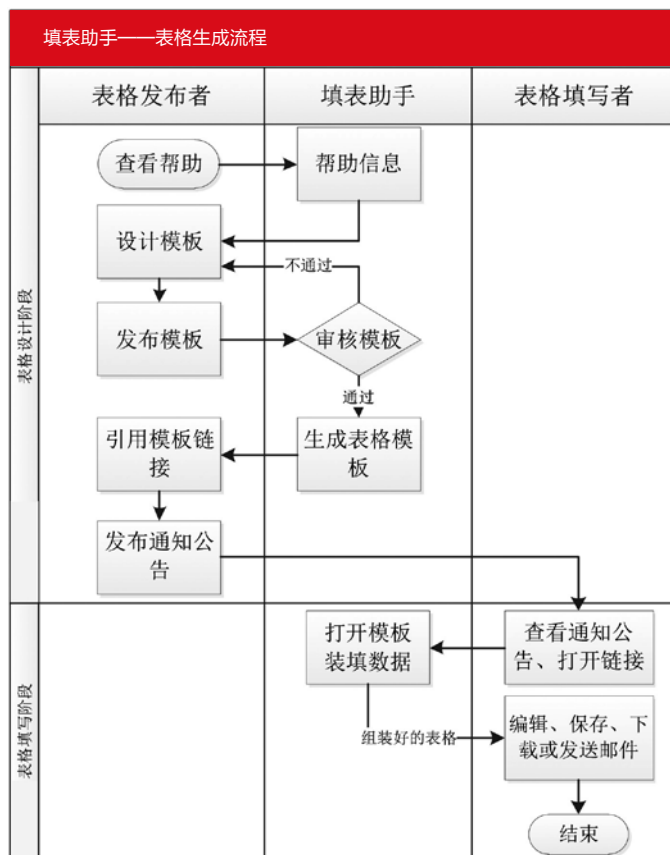 填表助手——表格生成流程
表格发布者
填表助手
表格填写者
表格设计阶段
查看帮助
帮助信息
设计模板
不通过
发布模板
审核模板
通过
引用模板链
接
生成表格模
板
发布通知公
告
表格填写阶段
打开模板
装填数据
查看通知公
告、打开链接
组装好的表格
编辑、保存、下
载或发送邮件
结束